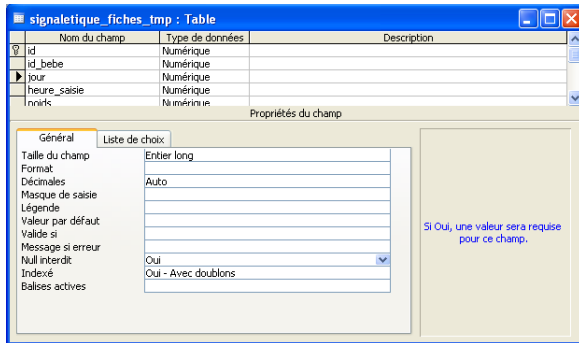 signaletique_fiches_tmp : Table
Nom du champ Type de données Description
id Numérique
id_bebe Numérique
jour Numérique
heure_saisie Numérique
poids Numérique
Propriétés du champ
Général Liste de choix
Taille du champ Entier long
Format
Décimales Auto
Masque de saisie
Légende
Valeur par défaut
Valide si
Message si erreur
Null interdit Oui
Indexé Oui - Avec doublons
Balises actives
Si Oui, une valeur sera requise
pour ce champ.